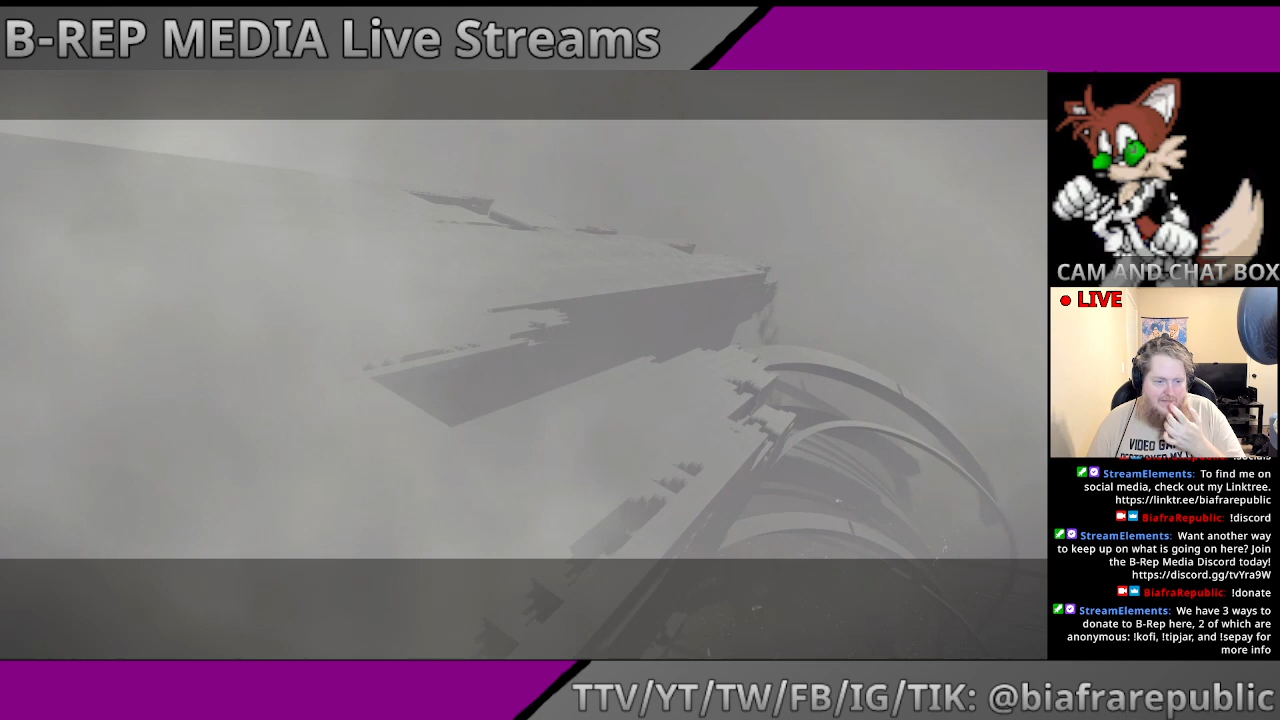 B-REP MEDIA Live Streams
CAM AND CHAT BOX
LIVE
VIDEO
BiafraRepublic: !socials
StreamElements: To find me on
social media, check out my Linktree.
https://linktr.ee/biafrarepublic
BiafraRepublic: !discord
StreamElements: Want another way
to keep up on what is going on here? Join
the B-Rep Media Discord today!
https://discord.gg/tvYra9W
BiafraRepublic: !donate
StreamElements: We have 3 ways to
donate to B-Rep here, 2 of which are
anonymous: !kofi, !tipjar, and !sepay for
more info
TTV/YT/TW/FB/IG/TIK: @biafrarepublic